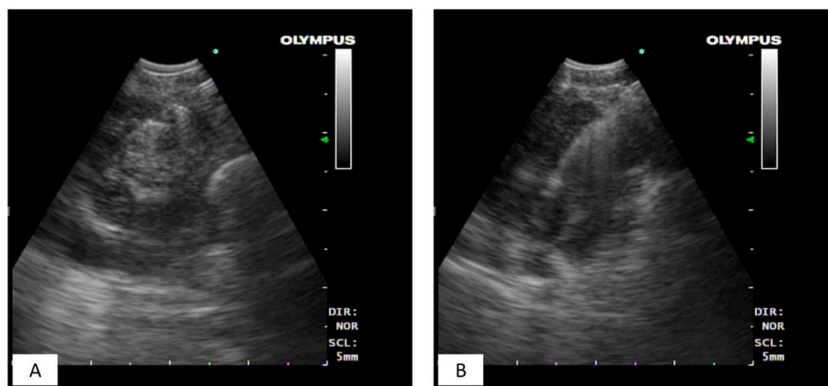 OLYMPUS
DIR:
NOR
SCL:
5mm
A
OLYMPUS
DIR:
NOR
SCL:
5mm
B